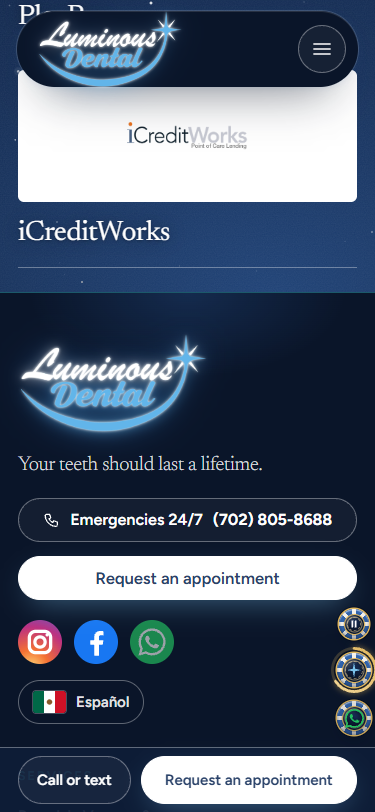 Luminous
Dental
iCreditWorks
Point of Care Lending
iCreditWorks
Luminous
Dental
Your teeth should last a lifetime.
Emergencies 24/7 (702) 805-8688
Request an appointment
Español
Call or text
Request an appointment